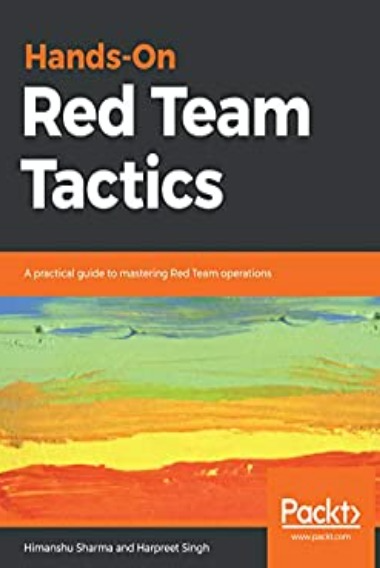 Hands-On
Red Team
Tactics
A practical guide to mastering Red Team operations
Packt>
www.packt.com
Himanshu Sharma and Harpreet Singh